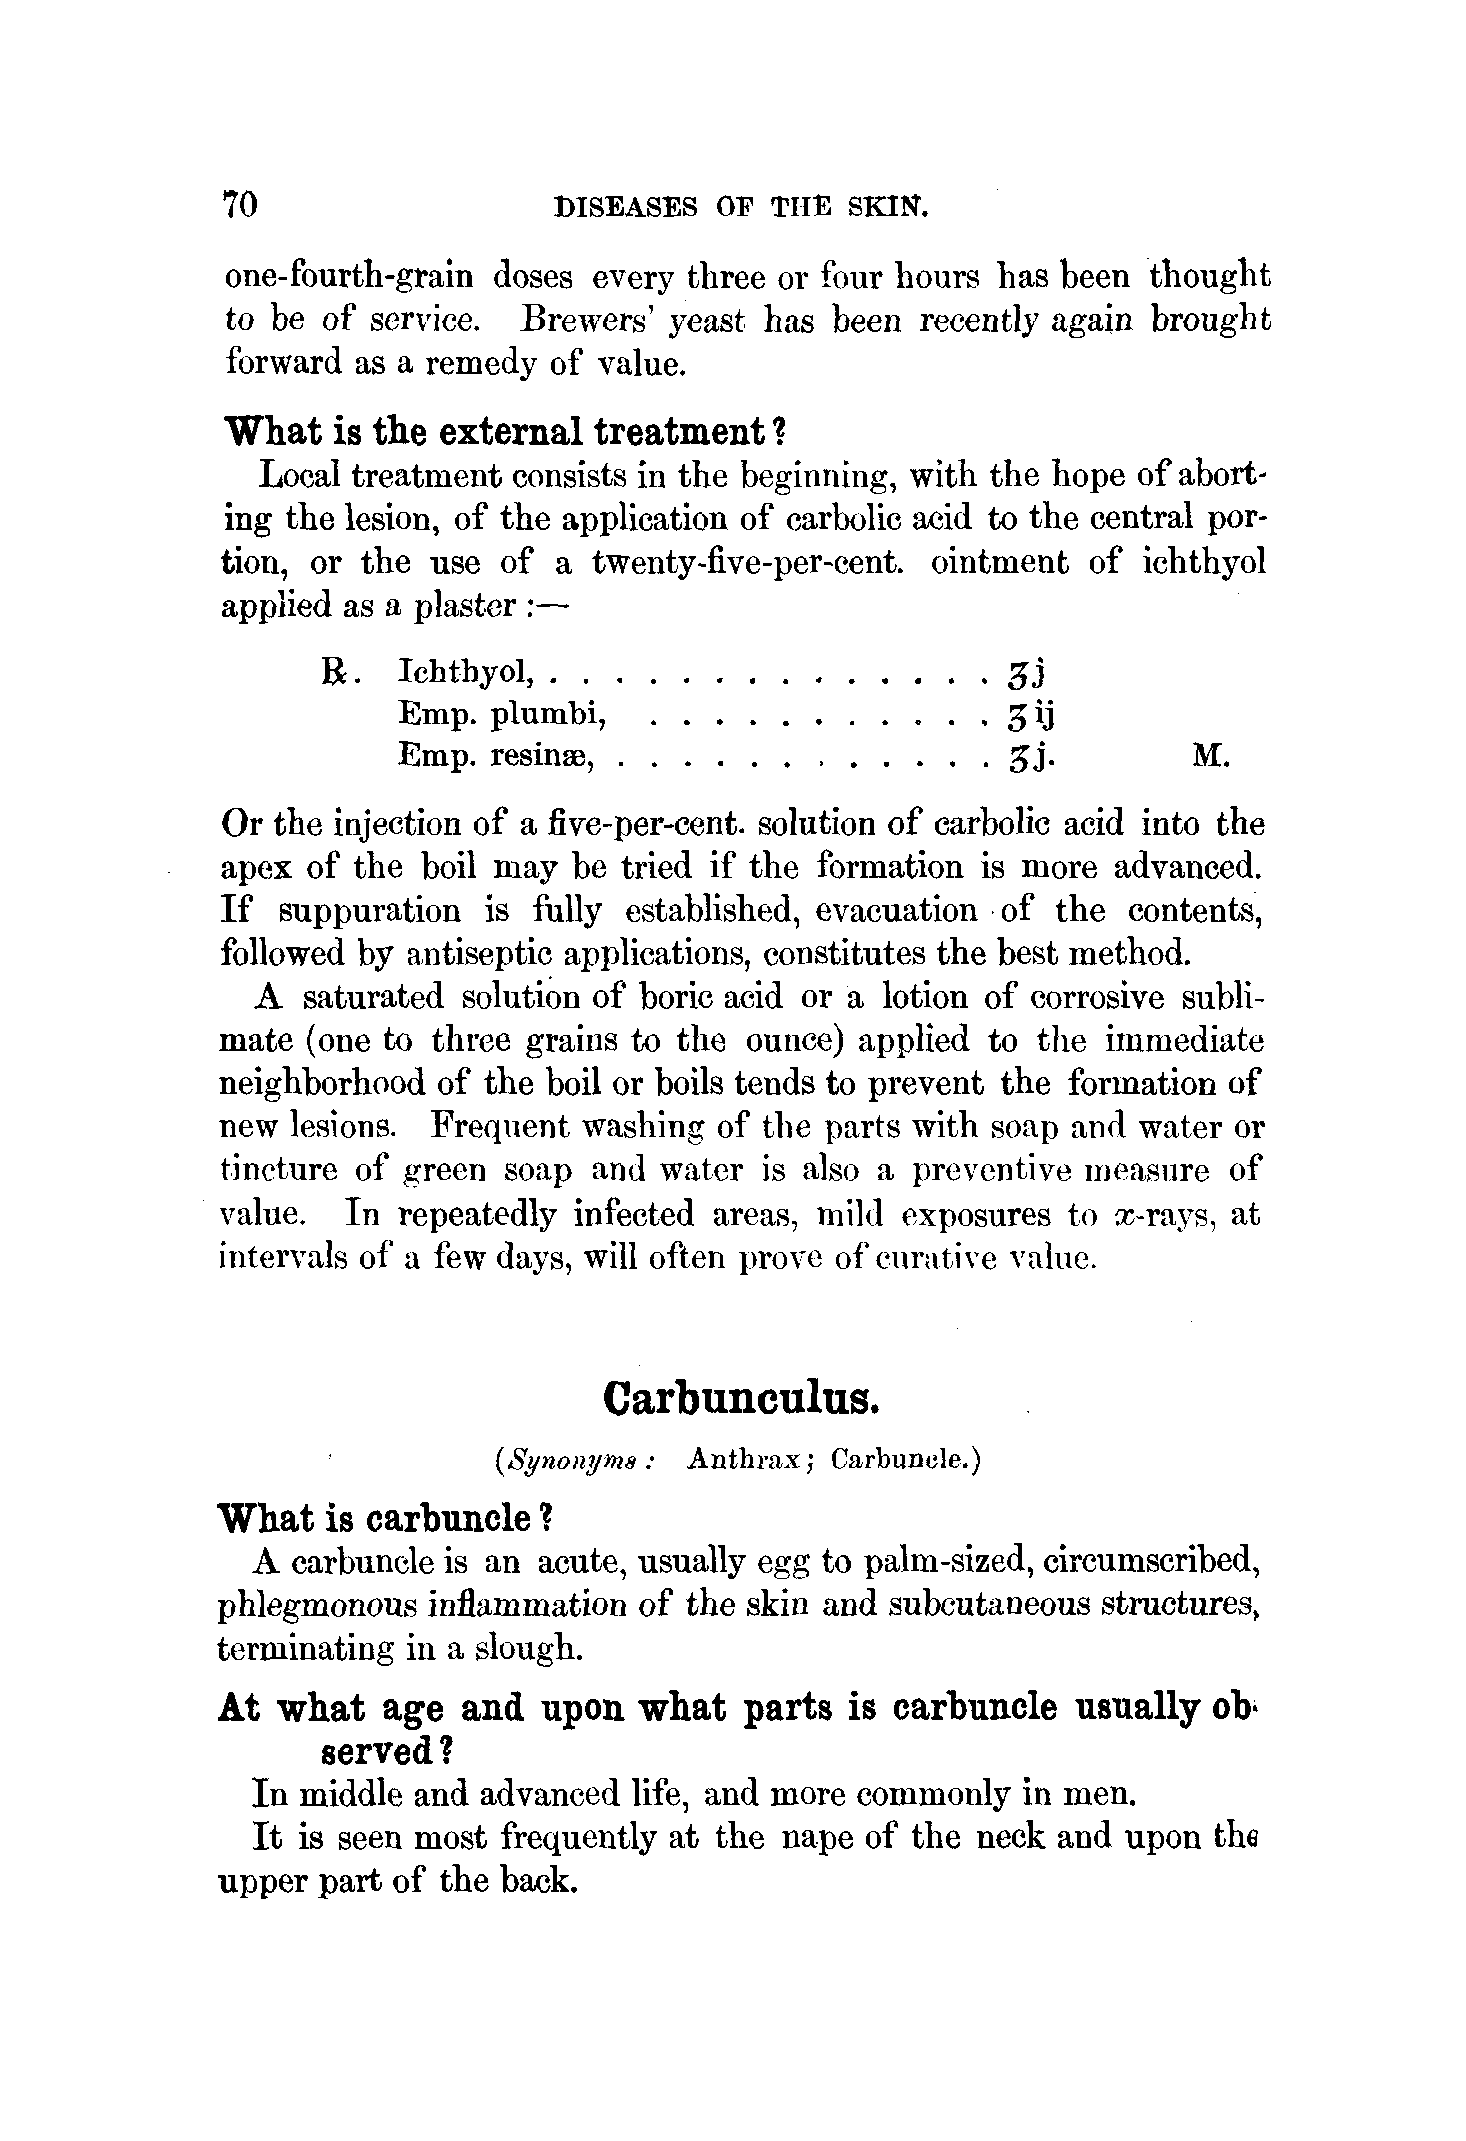 70 DISEASES OF THE SKIN.
one-fourth-grain doses every three or four hours has been thought
to be of service. Brewers' yeast has been recently again brought
forward as a remedy of value.
What is the external treatment?
Local treatment consists in the beginning, with the hope of abort-
ing the lesion, of the application of carbolic acid to the central por-
tion, or the use of a twenty-five-per-cent. ointment of ichthyol
applied as a plaster :—
℞. Ichthyol, . . . . . . . . . . . . . . ʒj
Emp. plumbi, . . . . . . . . . . . ʒij
Emp. resinæ, . . . . . . . . . . . . ʒj. M.
Or the injection of a five-per-cent. solution of carbolic acid into the
apex of the boil may be tried if the formation is more advanced.
If suppuration is fully established, evacuation of the contents,
followed by antiseptic applications, constitutes the best method.
A saturated solution of boric acid or a lotion of corrosive subli-
mate (one to three grains to the ounce) applied to the immediate
neighborhood of the boil or boils tends to prevent the formation of
new lesions. Frequent washing of the parts with soap and water or
tincture of green soap and water is also a preventive measure of
value. In repeatedly infected areas, mild exposures to x-rays, at
intervals of a few days, will often prove of curative value.
Carbunculus.
(Synonyms: Anthrax; Carbuncle.)
What is carbuncle?
A carbuncle is an acute, usually egg to palm-sized, circumscribed,
phlegmonous inflammation of the skin and subcutaneous structures,
terminating in a slough.
At what age and upon what parts is carbuncle usually ob-
served?
In middle and advanced life, and more commonly in men.
It is seen most frequently at the nape of the neck and upon the
upper part of the back.